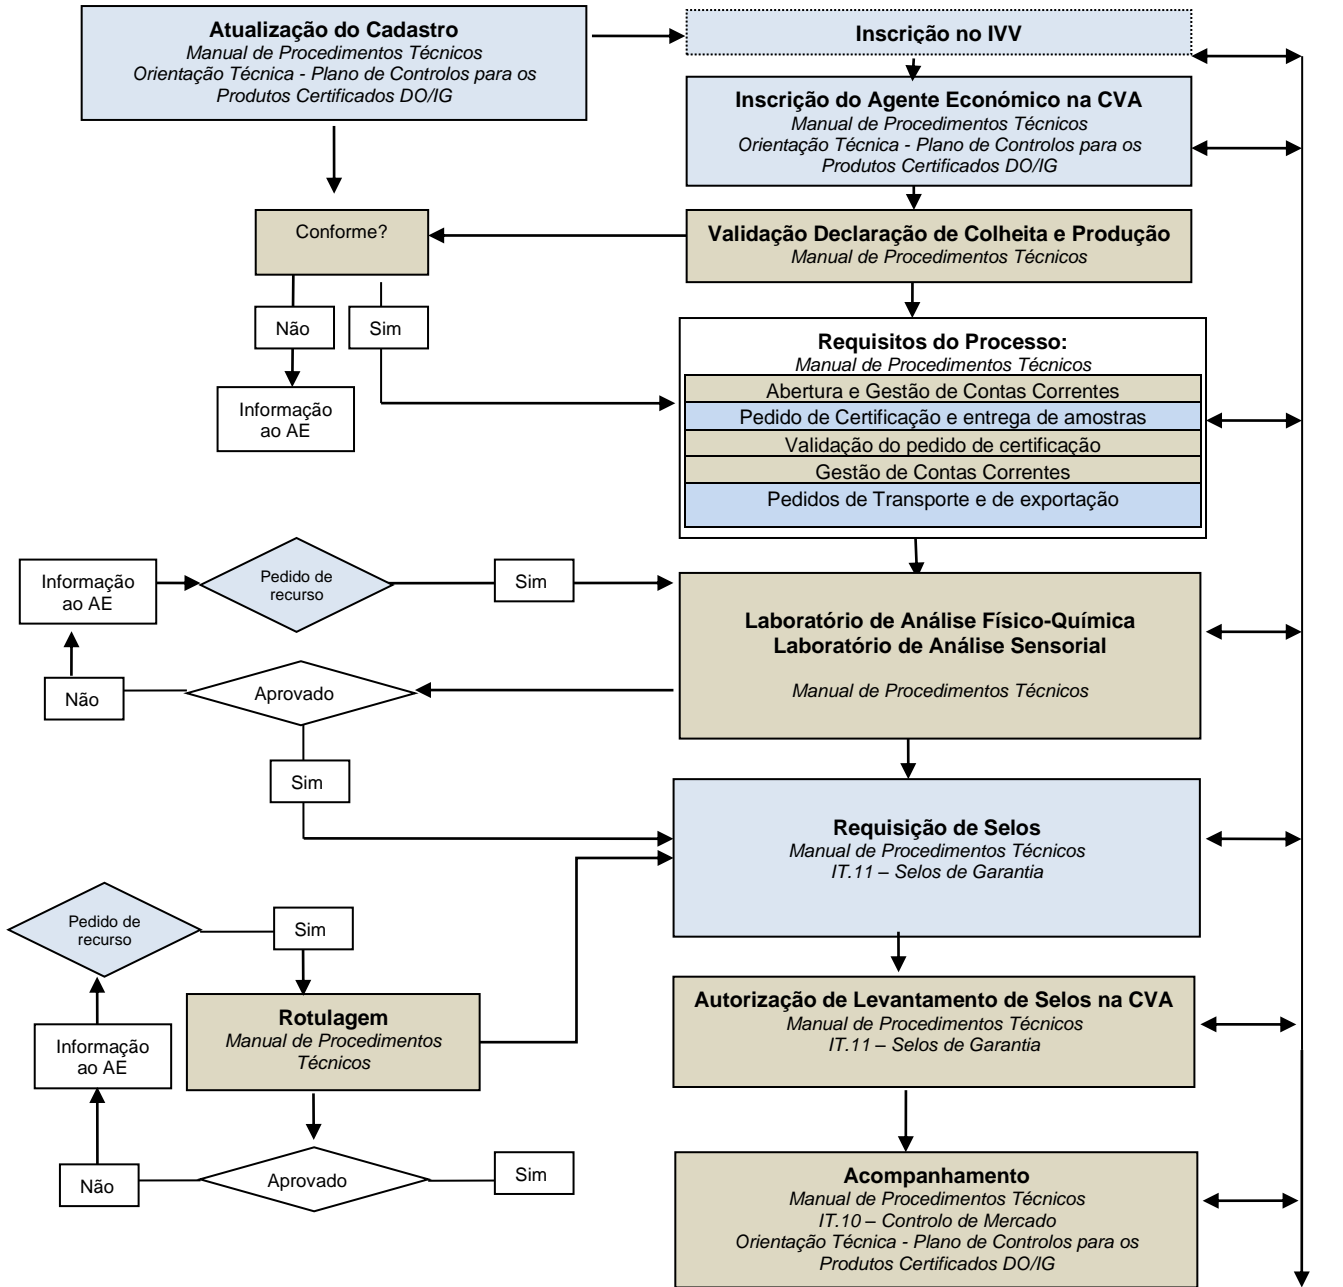 Atualização do Cadastro
Manual de Procedimentos Técnicos
Orientação Técnica - Plano de Controlos para os
Produtos Certificados DO/IG
Inscrição no IVV
Inscrição do Agente Económico na CVA
Manual de Procedimentos Técnicos
Orientação Técnica - Plano de Controlos para os
Produtos Certificados DO/IG
Conforme?
Validação Declaração de Colheita e Produção
Manual de Procedimentos Técnicos
Não
Sim
Informação
ao AE
Requisitos do Processo:
Manual de Procedimentos Técnicos
Abertura e Gestão de Contas Correntes
Pedido de Certificação e entrega de amostras
Validação do pedido de certificação
Gestão de Contas Correntes
Pedidos de Transporte e de exportação
Informação
ao AE
Pedido de
recurso
Sim
Laboratório de Análise Físico-Química
Laboratório de Análise Sensorial
Manual de Procedimentos Técnicos
Não
Aprovado
Sim
Requisição de Selos
Manual de Procedimentos Técnicos
IT.11 – Selos de Garantia
Pedido de
recurso
Sim
Rotulagem
Manual de Procedimentos
Técnicos
Informação
ao AE
Autorização de Levantamento de Selos na CVA
Manual de Procedimentos Técnicos
IT.11 – Selos de Garantia
Não
Aprovado
Sim
Acompanhamento
Manual de Procedimentos Técnicos
IT.10 – Controlo de Mercado
Orientação Técnica - Plano de Controlos para os
Produtos Certificados DO/IG